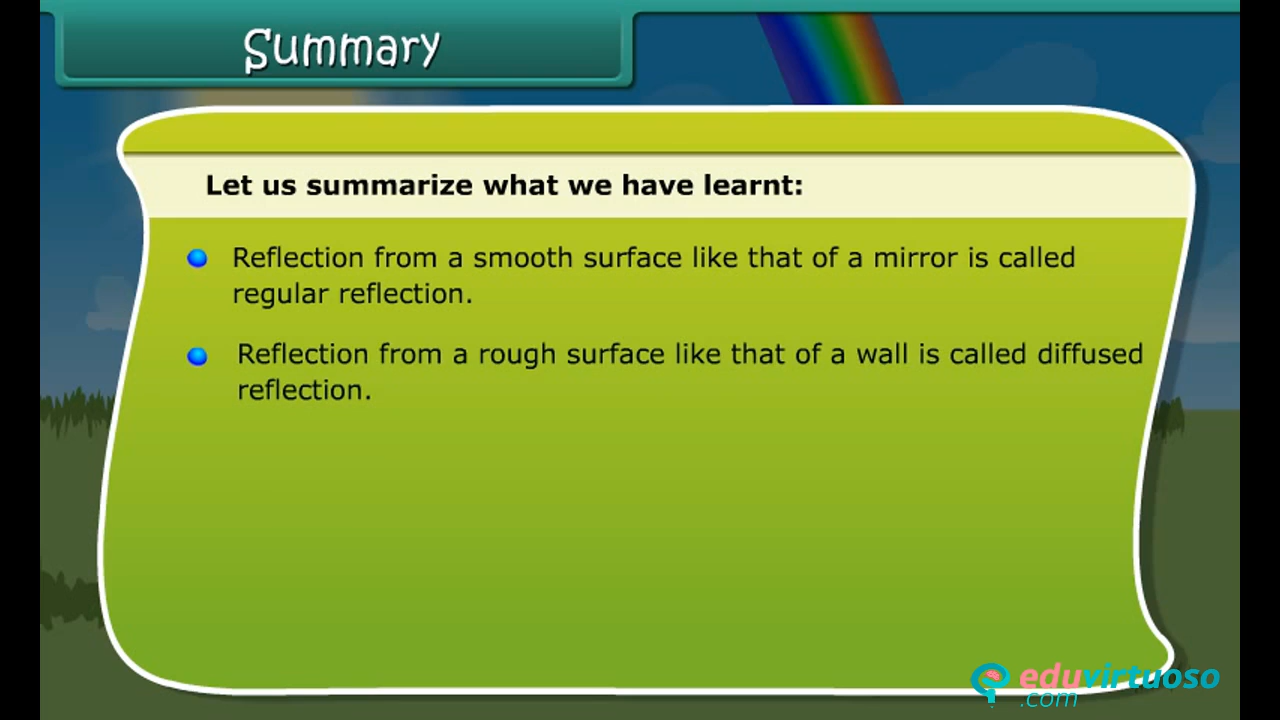 Summary
Let us summarize what we have learnt:
Reflection from a smooth surface like that of a mirror is called
regular reflection.
Reflection from a rough surface like that of a wall is called diffused
reflection.
eduvirtuoso
.com